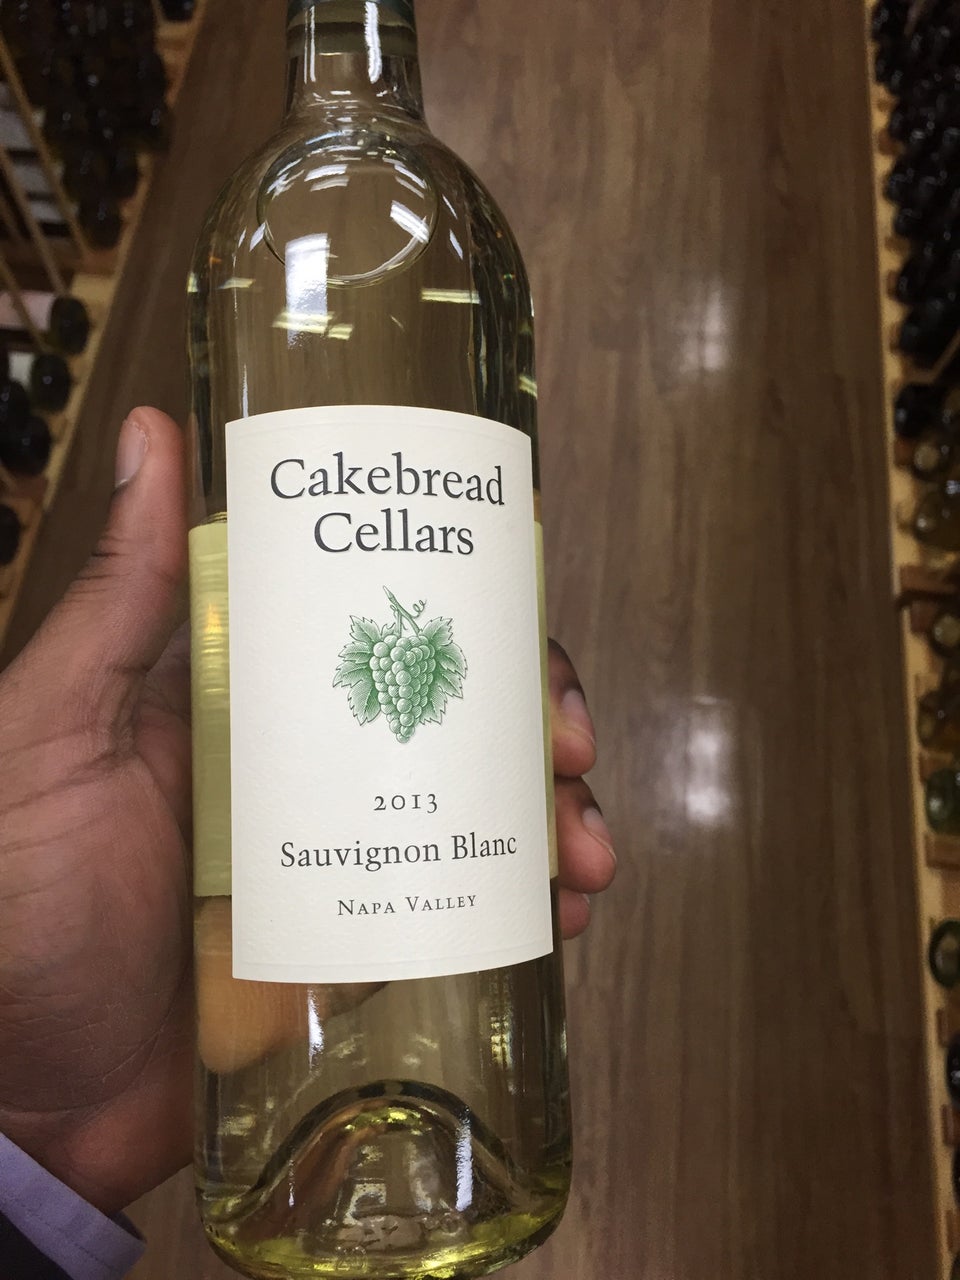 Cakebread
Cellars
2013
Sauvignon Blanc
NAPA VALLEY